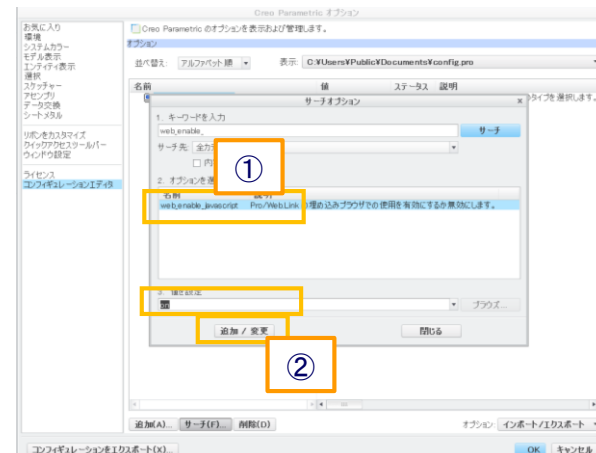 Creo Parametric オプション
お気に入り
環境
システムカラー
モデル表示
エンティティ表示
選択
スケッチャー
アセンブリ
データ交換
シートメタル
リボンをカスタマイズ
クイックアクセスツールバー
ウィンドウ設定
ライセンス
コンフィギュレーションエディタ
Creo Parametric のオプションを表示および管理します。
オプション
並べ替え: アルファベット順 表示: C:¥Users¥Public¥Documents¥config.pro
名前 値 ステータス 説明
タイプを選択します。
サーチオプション ×
1. キーワードを入力
web_enable_ サーチ
サーチ先:
①
2. オプションを選
名前 説明
web_enable_javascript Pro/Web.Link の埋め込みブラウザでの使用を有効にするか無効にします。
3. 値を設定
on ブラウズ...
追加 / 変更 閉じる
②
追加(A)... サーチ(F)... 削除(D) オプション: インポート/エクスポート
コンフィギュレーションをエクスポート(X)... OK キャンセル